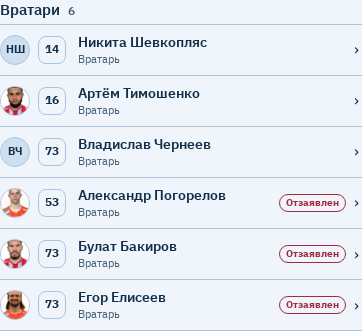 Вратари 6
НШ 14 Никита Шевкопляс
Вратарь
16 Артём Тимошенко
Вратарь
ВЧ 73 Владислав Чернеев
Вратарь
53 Александр Погорелов Отзаявлен
Вратарь
73 Булат Бакиров Отзаявлен
Вратарь
73 Егор Елисеев Отзаявлен
Вратарь